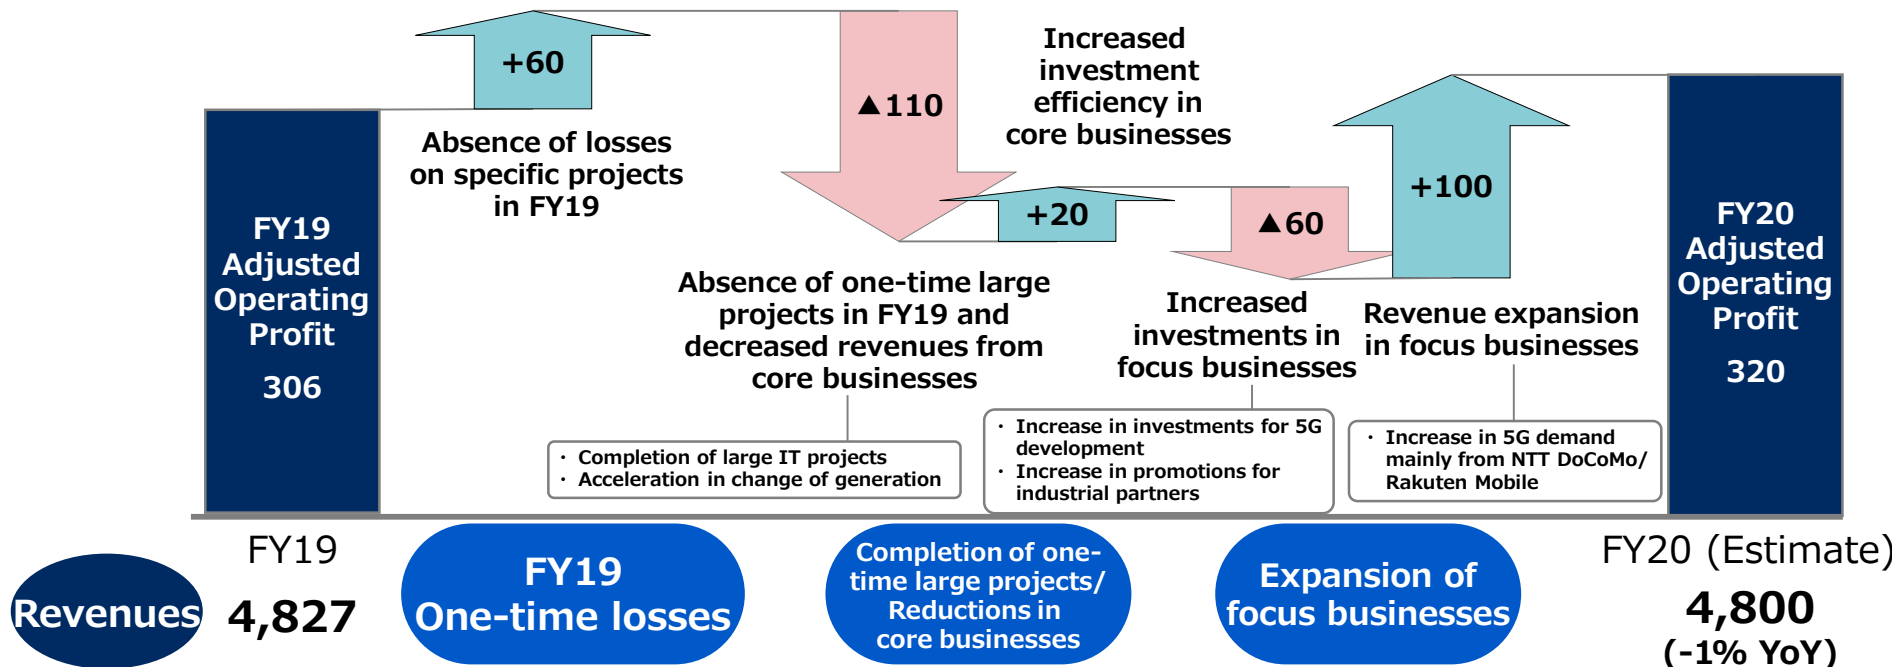 FY19
Adjusted
Operating
Profit
306
+60
Absence of losses
on specific projects
in FY19
▲110
Absence of one-time large
projects in FY19 and
decreased revenues from
core businesses
・ Completion of large IT projects
・ Acceleration in change of generation
Increased
investment
efficiency in
core businesses
+20
▲60
Increased
investments in
focus businesses
・ Increase in investments for 5G
development
・ Increase in promotions for
industrial partners
+100
Revenue expansion
in focus businesses
・ Increase in 5G demand
mainly from NTT DoCoMo/
Rakuten Mobile
FY20
Adjusted
Operating
Profit
320
Revenues
FY19
4,827
FY19
One-time losses
Completion of one-
time large projects/
Reductions in
core businesses
Expansion of
focus businesses
FY20 (Estimate)
4,800
(-1% YoY)